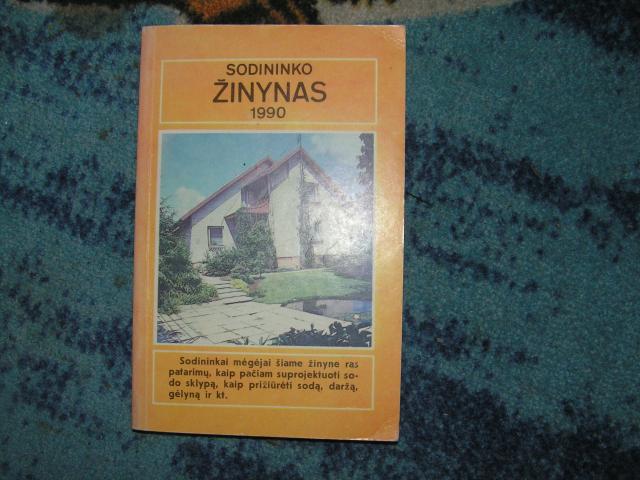 SODININKO
ŽINYNAS
1990
Sodininkai mėgėjai šiame žinyne ras
patarimų, kaip pačiam suprojektuoti so-
do sklypą, kaip prižiūrėti sodą, daržą,
gėlyną ir kt.